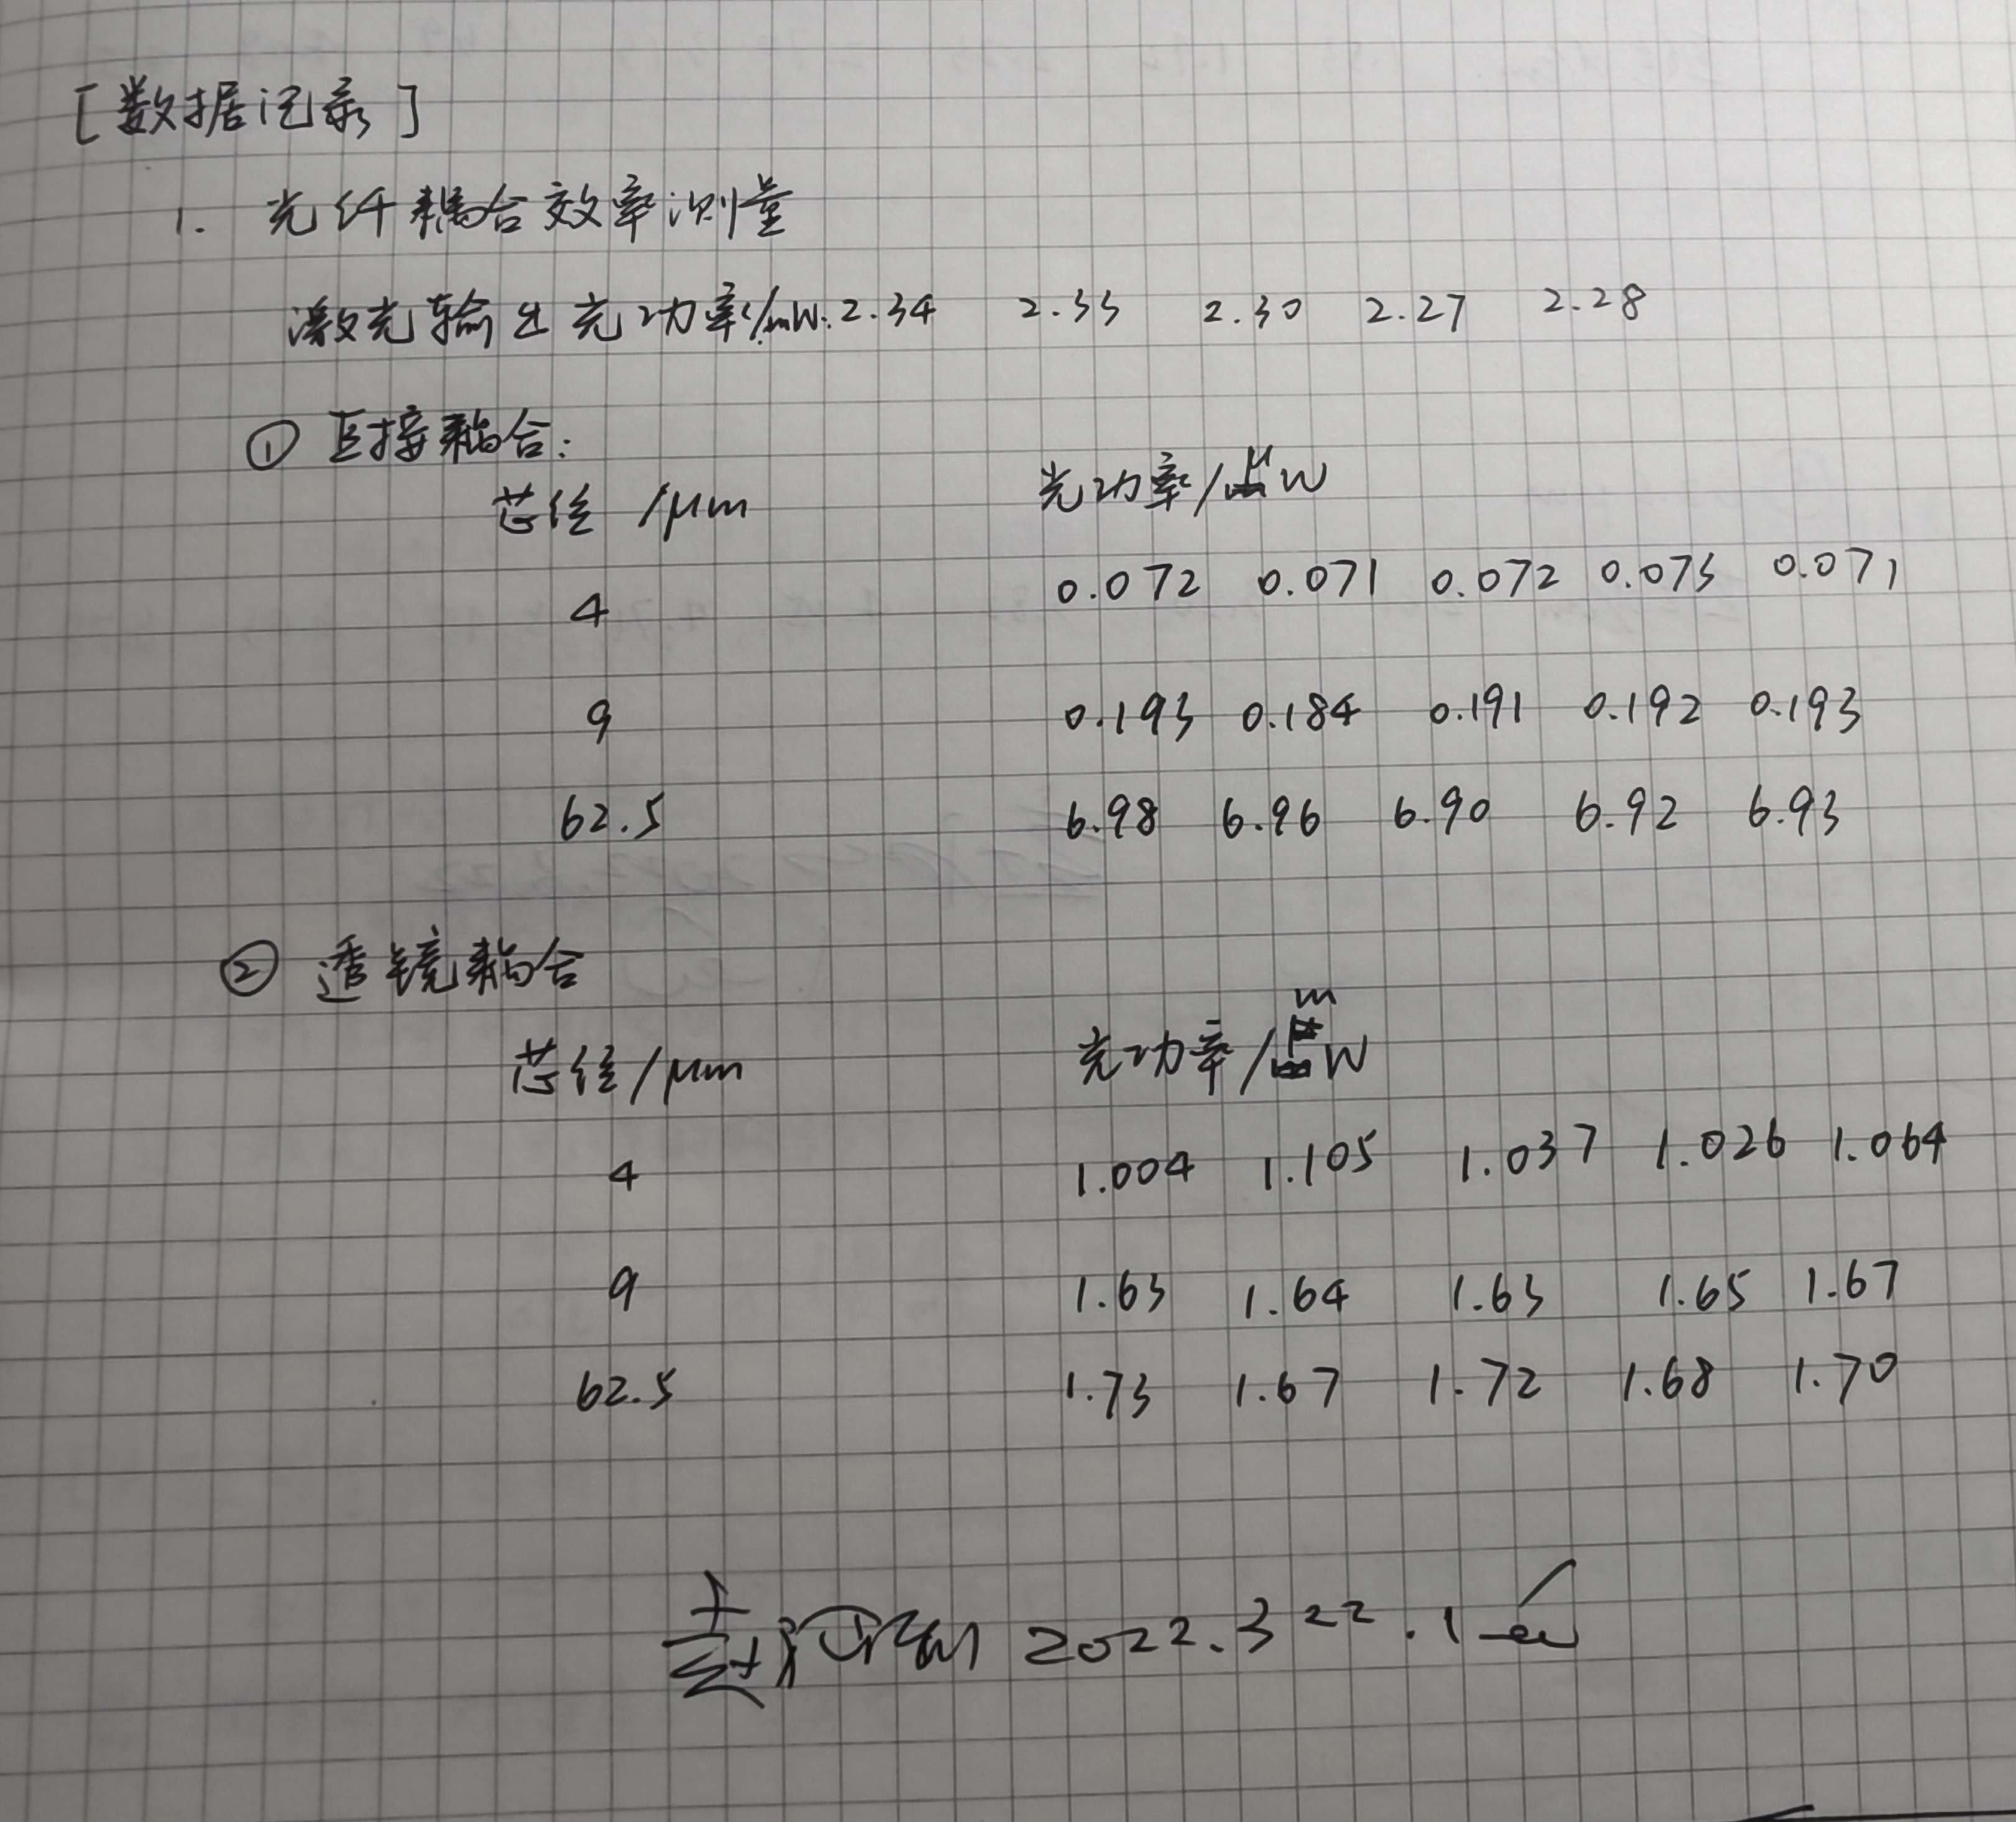 [数据记录]
1. 光纤耦合效率测量
激光输出光功率/mW: 2.34 2.33 2.30 2.27 2.28
① 直接耦合:
芯径/μm 光功率/μW
4 0.072 0.071 0.072 0.073 0.071
9 0.193 0.184 0.191 0.192 0.193
62.5 6.98 6.96 6.90 6.92 6.93
② 透镜耦合
芯径/μm 光功率/mW
4 1.004 1.105 1.037 1.026 1.064
9 1.63 1.64 1.63 1.65 1.67
62.5 1.73 1.67 1.72 1.68 1.70
2022.3 22.